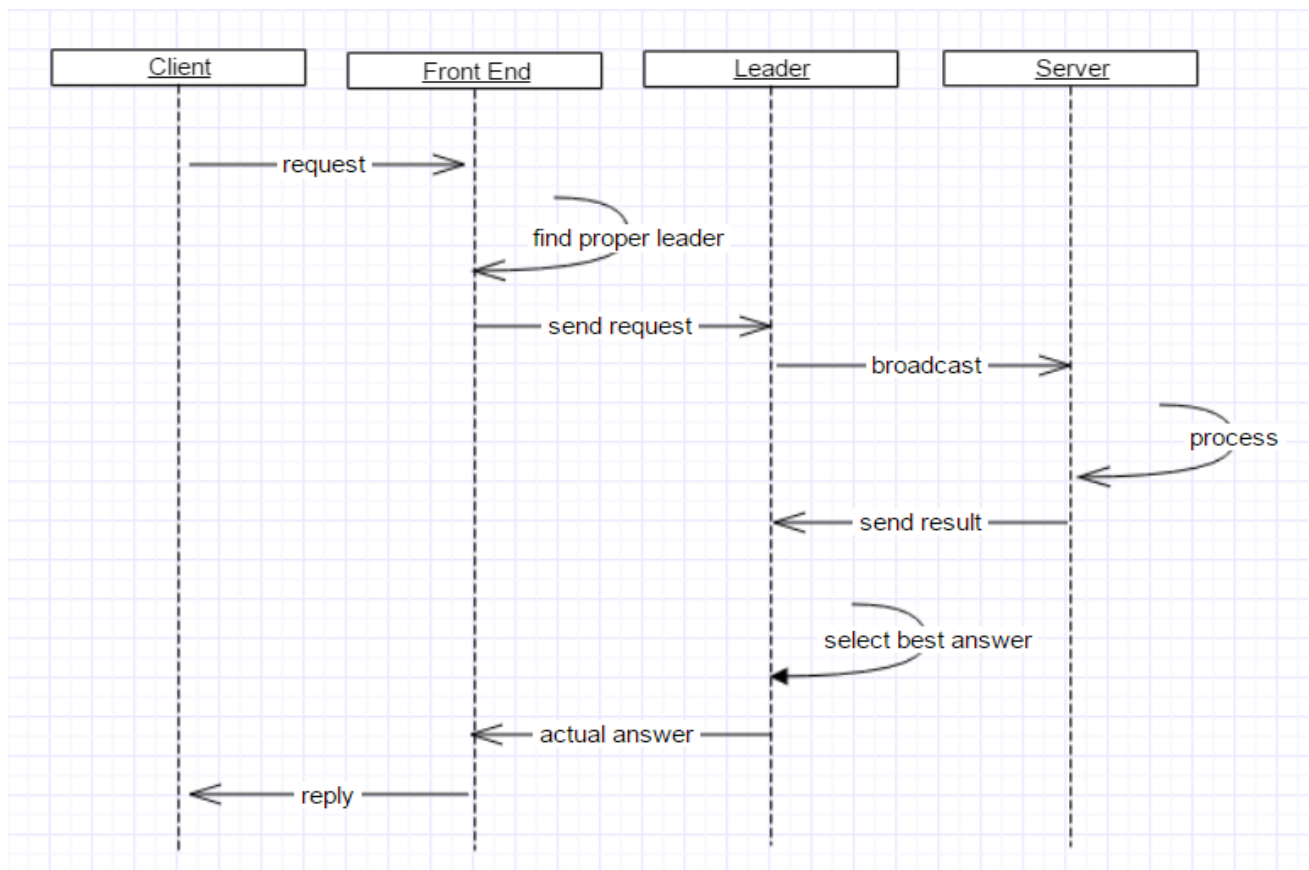 Client
Front End
Leader
Server
request
find proper leader
send request
broadcast
process
send result
select best answer
actual answer
reply